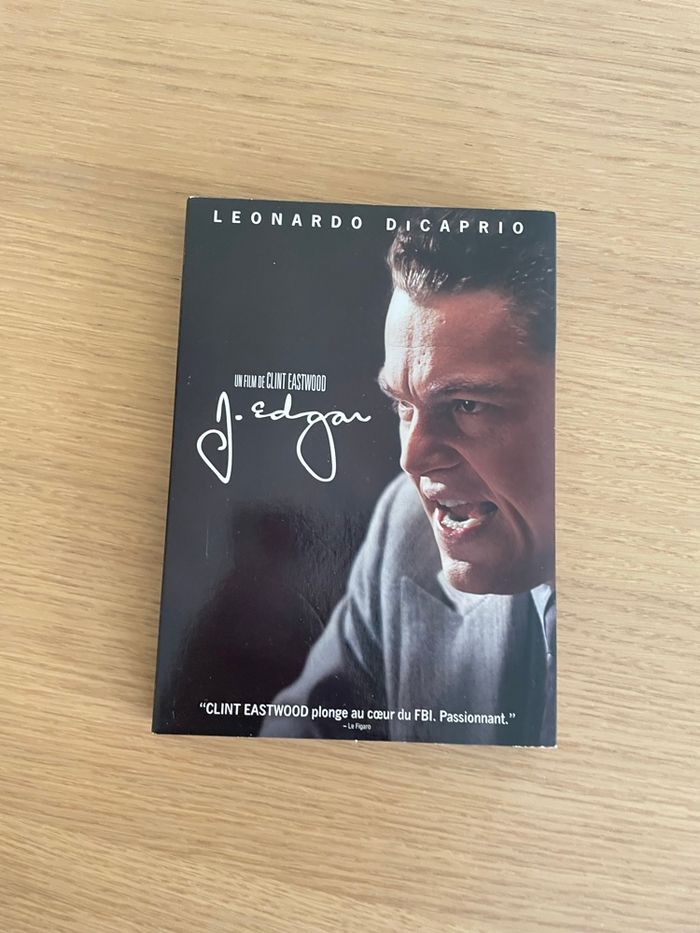 LEONARDO DiCAPRIO
UN FILM DE CLINT EASTWOOD
J. Edgar
“CLINT EASTWOOD plonge au cœur du FBI. Passionnant.”
– Le Figaro